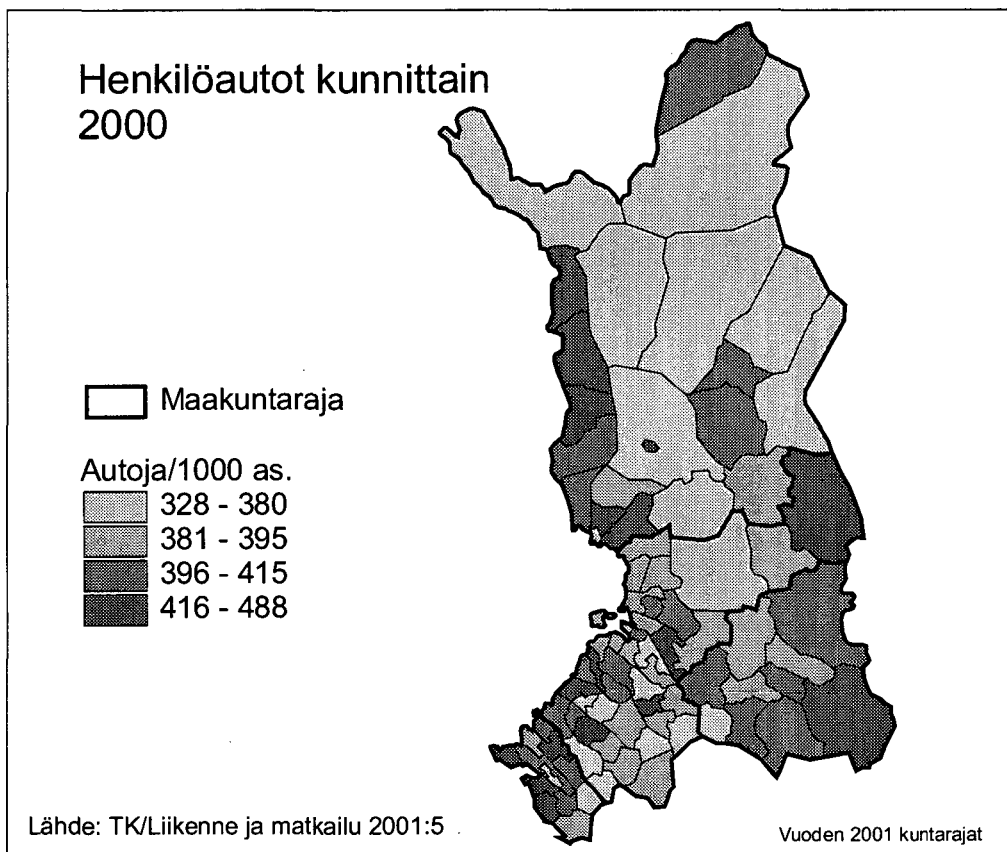 Henkilöautot kunnittain
2000
Maakuntaraja
Autoja/1000 as.
328 - 380
381 - 395
396 - 415
416 - 488
Lähde: TK/Liikenne ja matkailu 2001:5
Vuoden 2001 kuntarajat